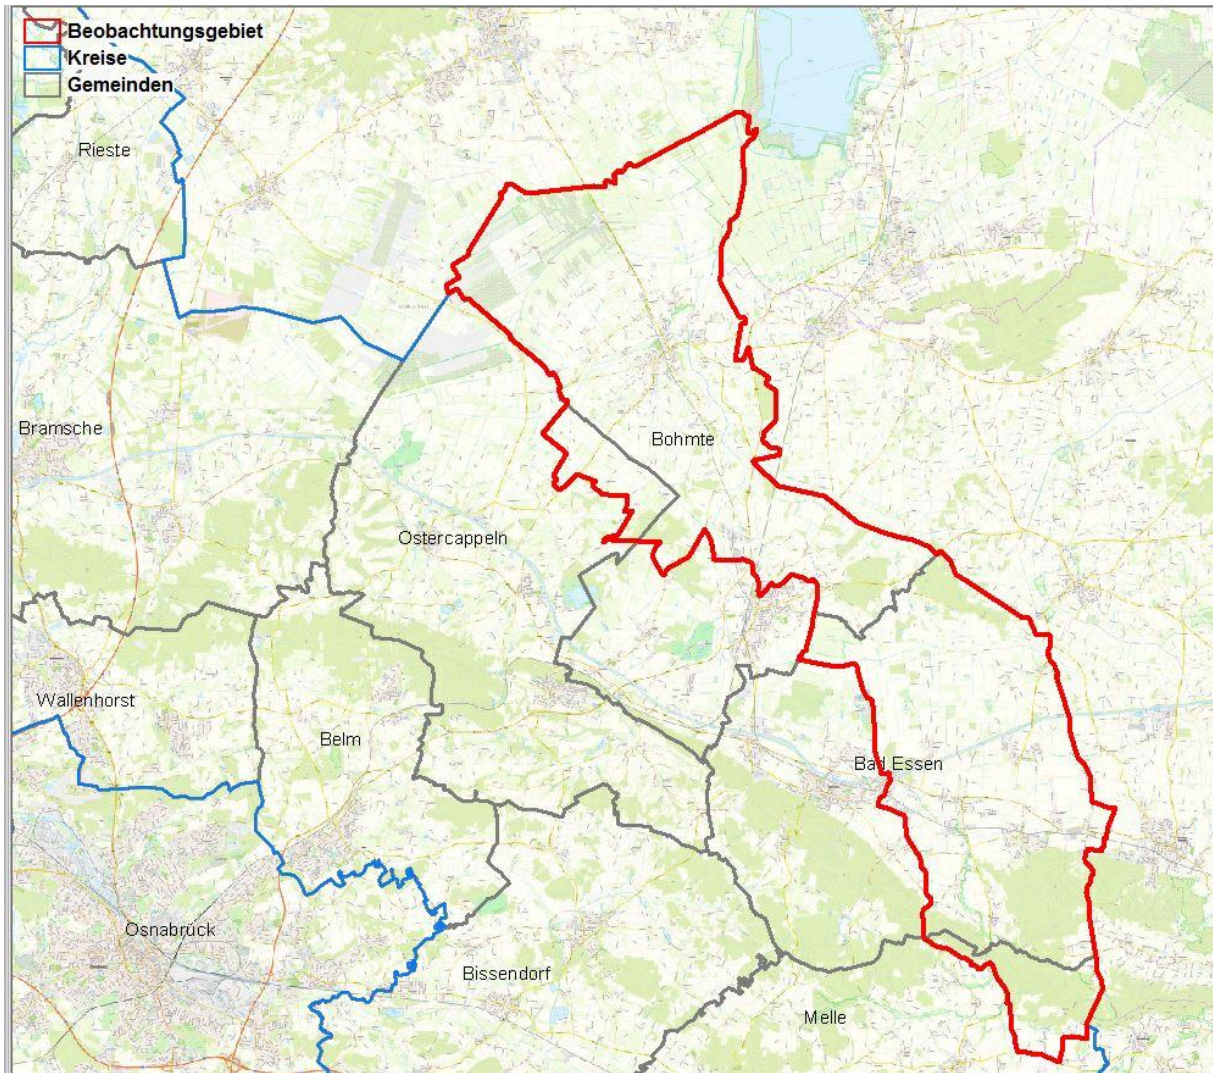 Beobachtungsgebiet
Kreise
Gemeinden
Rieste
Bramsche
Bohmte
Ostercappeln
Wallenhorst
Belm
Bad Essen
Osnabrück
Bissendorf
Melle